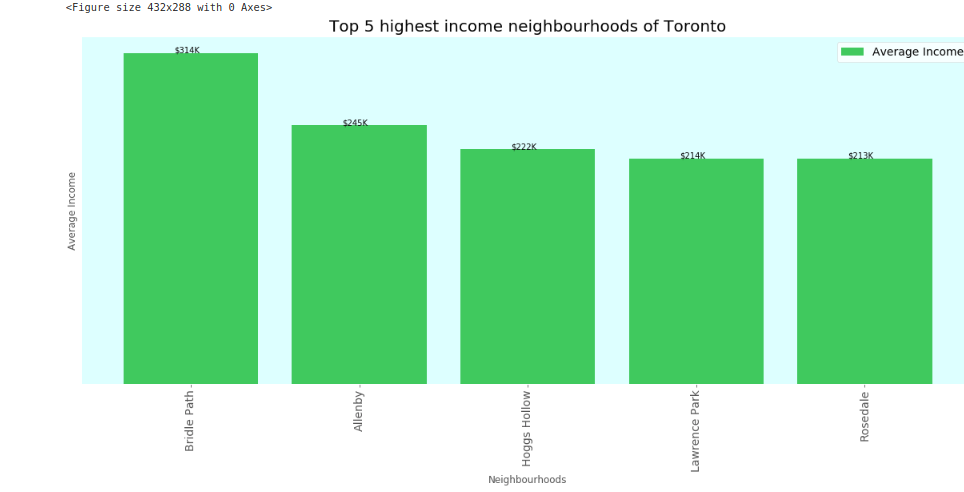 <Figure size 432x288 with 0 Axes>
Top 5 highest income neighbourhoods of Toronto
Average Income
$314K
$245K
$222K
$214K
$213K
Average Income
Bridle Path
Allenby
Hoggs Hollow
Lawrence Park
Rosedale
Neighbourhoods